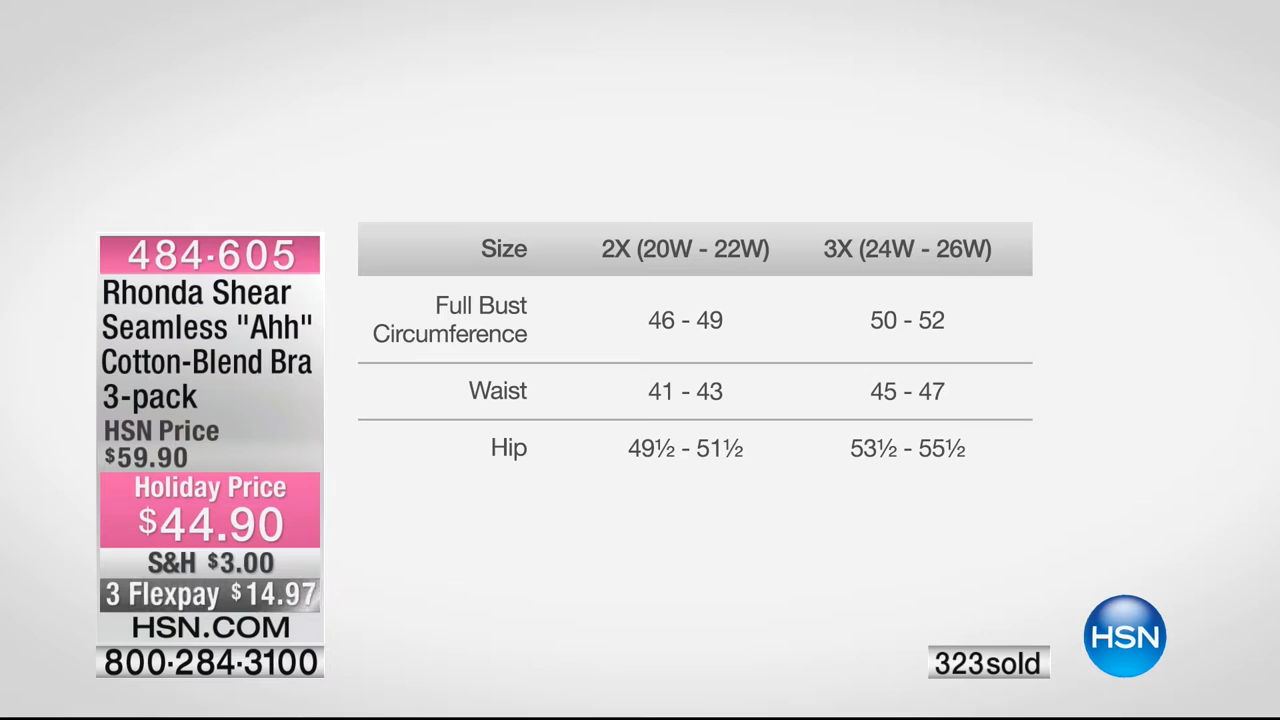 484·605
Rhonda Shear
Seamless "Ahh"
Cotton-Blend Bra
3-pack
HSN Price
$59.90
Holiday Price
$44.90
S&H $3.00
3 Flexpay $14.97
HSN.COM
800·284·3100
Size 2X (20W - 22W) 3X (24W - 26W)
Full Bust
Circumference 46 - 49 50 - 52
Waist 41 - 43 45 - 47
Hip 49½ - 51½ 53½ - 55½
323 sold
HSN